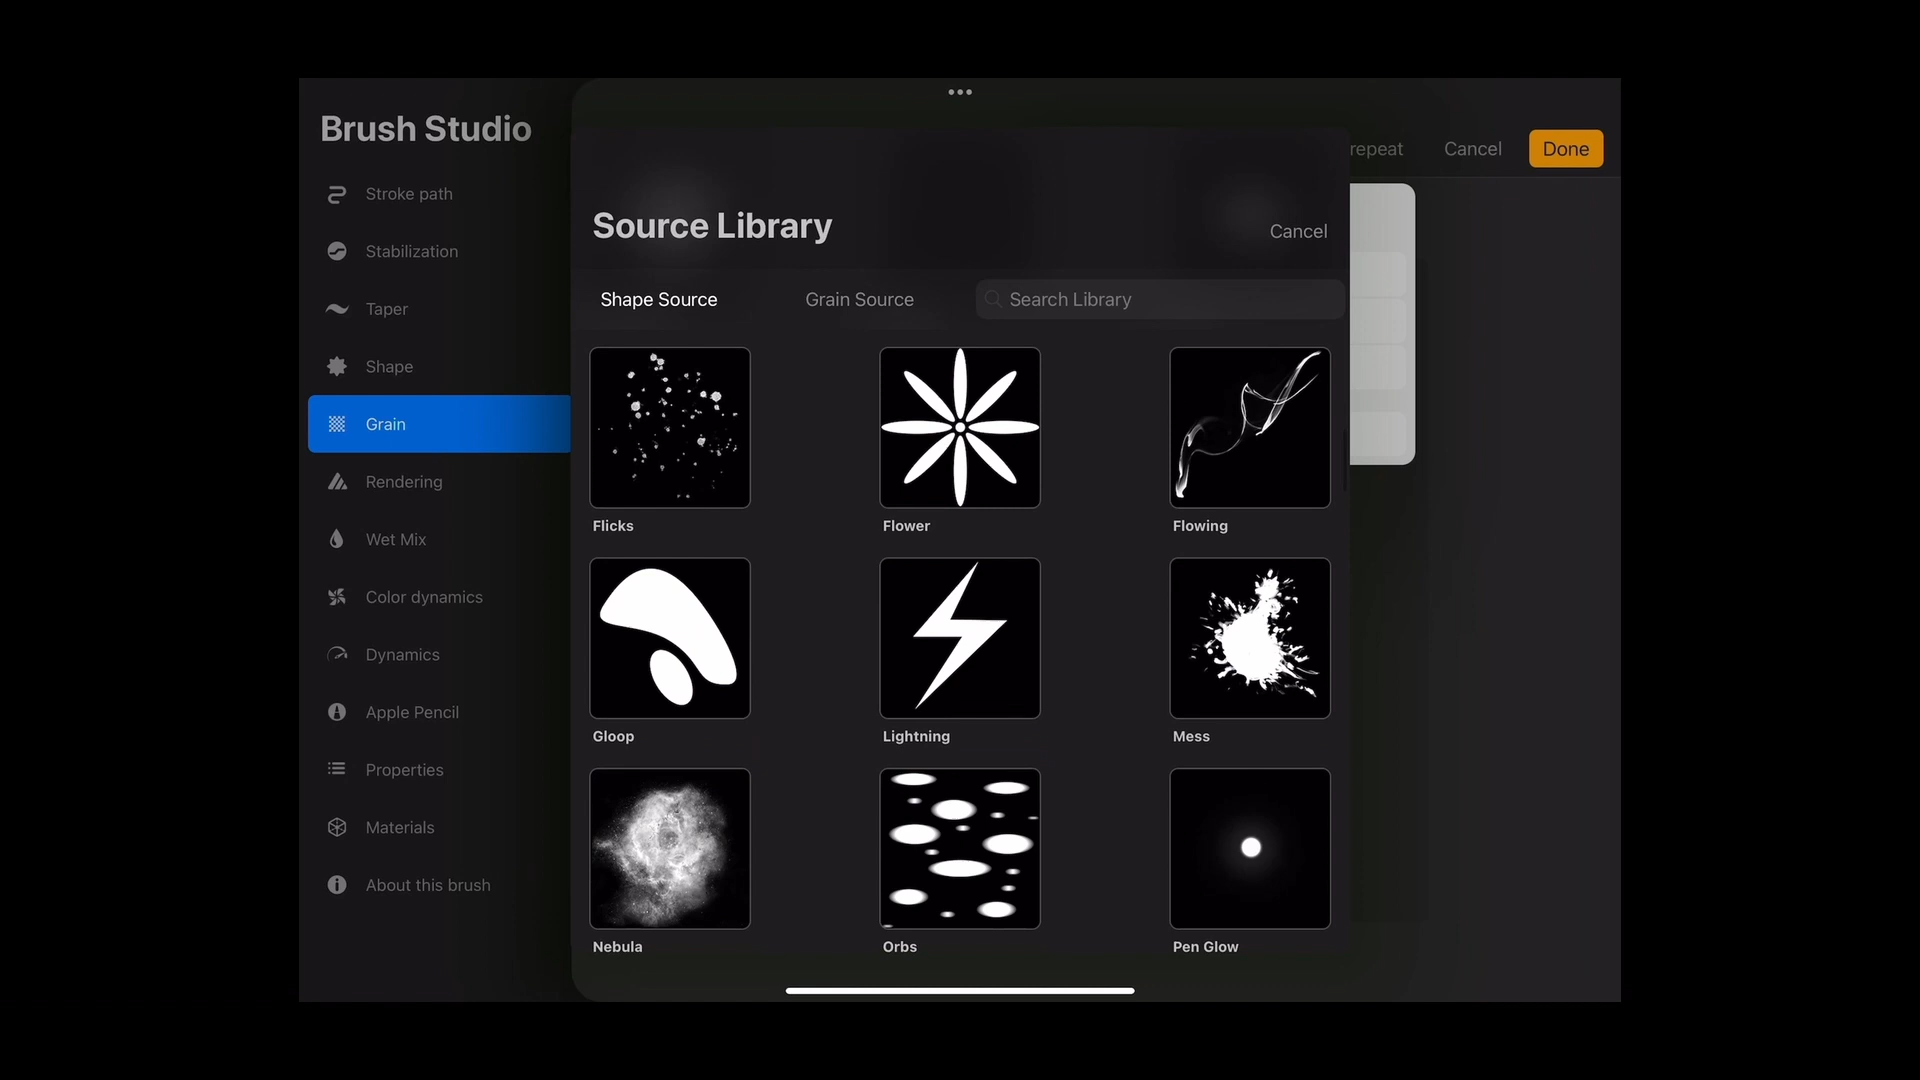 Brush Studio
Stroke path
Stabilization
Taper
Shape
Grain
Rendering
Wet Mix
Color dynamics
Dynamics
Apple Pencil
Properties
Materials
About this brush
repeat
Cancel
Done
Source Library
Cancel
Shape Source
Grain Source
Search Library
Flicks
Flower
Flowing
Gloop
Lightning
Mess
Nebula
Orbs
Pen Glow